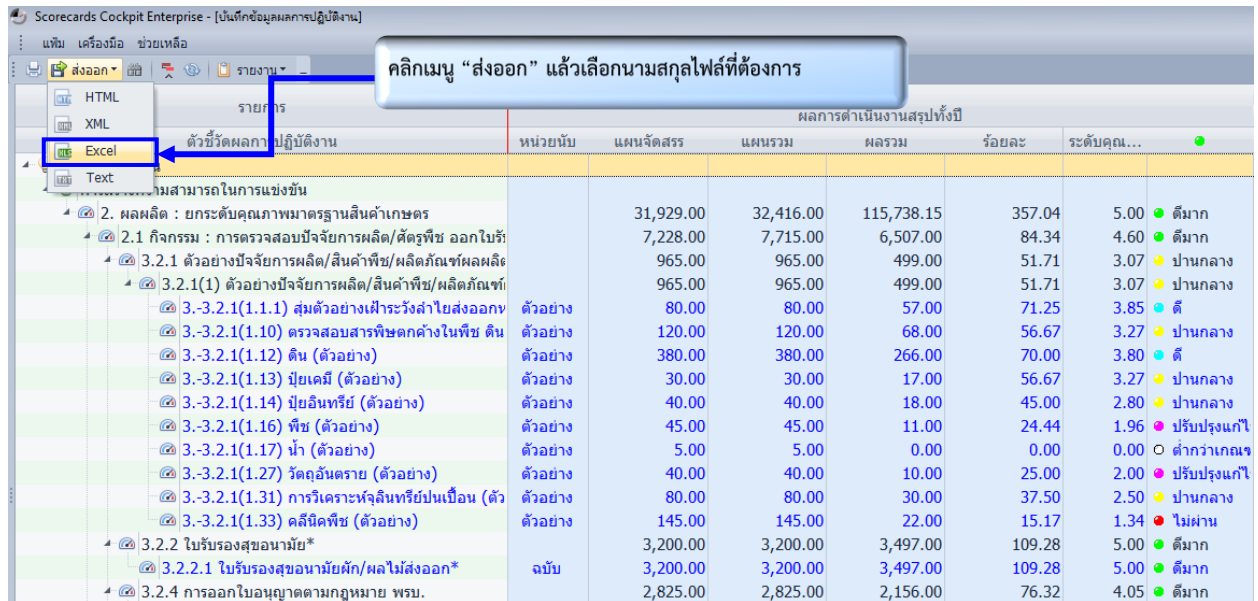 Scorecards Cockpit Enterprise - [บันทึกข้อมูลผลการปฏิบัติงาน]
แฟ้ม เครื่องมือ ช่วยเหลือ
ส่งออก รายงาน
คลิกเมนู “ส่งออก” แล้วเลือกนามสกุลไฟล์ที่ต้องการ
HTML
XML
Excel
Text
รายการ ผลการดำเนินงานสรุปทั้งปี
ตัวชี้วัดผลการปฏิบัติงาน หน่วยนับ แผนจัดสรร แผนรวม ผลรวม ร้อยละ ระดับคุณ...
ามสามารถในการแข่งขัน
2. ผลผลิต : ยกระดับคุณภาพมาตรฐานสินค้าเกษตร 31,929.00 32,416.00 115,738.15 357.04 5.00 ดีมาก
2.1 กิจกรรม : การตรวจสอบปัจจัยการผลิต/ศัตรูพืช ออกใบรับ 7,228.00 7,715.00 6,507.00 84.34 4.60 ดีมาก
3.2.1 ตัวอย่างปัจจัยการผลิต/สินค้าพืช/ผลิตภัณฑ์ผลผลิต 965.00 965.00 499.00 51.71 3.07 ปานกลาง
3.2.1(1) ตัวอย่างปัจจัยการผลิต/สินค้าพืช/ผลิตภัณฑ์ 965.00 965.00 499.00 51.71 3.07 ปานกลาง
3.-3.2.1(1.1.1) สุ่มตัวอย่างเฝ้าระวังลำไยส่งออก ตัวอย่าง 80.00 80.00 57.00 71.25 3.85 ดี
3.-3.2.1(1.10) ตรวจสอบสารพิษตกค้างในพืช ดิน ตัวอย่าง 120.00 120.00 68.00 56.67 3.27 ปานกลาง
3.-3.2.1(1.12) ดิน (ตัวอย่าง) ตัวอย่าง 380.00 380.00 266.00 70.00 3.80 ดี
3.-3.2.1(1.13) ปุ๋ยเคมี (ตัวอย่าง) ตัวอย่าง 30.00 30.00 17.00 56.67 3.27 ปานกลาง
3.-3.2.1(1.14) ปุ๋ยอินทรีย์ (ตัวอย่าง) ตัวอย่าง 40.00 40.00 18.00 45.00 2.80 ปานกลาง
3.-3.2.1(1.16) พืช (ตัวอย่าง) ตัวอย่าง 45.00 45.00 11.00 24.44 1.96 ปรับปรุงแก้ไ
3.-3.2.1(1.17) น้ำ (ตัวอย่าง) ตัวอย่าง 5.00 5.00 0.00 0.00 0.00 ต่ำกว่าเกณฑ
3.-3.2.1(1.27) วัตถุอันตราย (ตัวอย่าง) ตัวอย่าง 40.00 40.00 10.00 25.00 2.00 ปรับปรุงแก้ไ
3.-3.2.1(1.31) การวิเคราะห์จุลินทรีย์ปนเปื้อน (ตัว ตัวอย่าง 80.00 80.00 30.00 37.50 2.50 ปานกลาง
3.-3.2.1(1.33) คลีนิคพืช (ตัวอย่าง) ตัวอย่าง 145.00 145.00 22.00 15.17 1.34 ไม่ผ่าน
3.2.2 ใบรับรองสุขอนามัย* 3,200.00 3,200.00 3,497.00 109.28 5.00 ดีมาก
3.2.2.1 ใบรับรองสุขอนามัยผัก/ผลไม้ส่งออก* ฉบับ 3,200.00 3,200.00 3,497.00 109.28 5.00 ดีมาก
3.2.4 การออกใบอนุญาตตามกฎหมาย พรบ. 2,825.00 2,825.00 2,156.00 76.32 4.05 ดีมาก